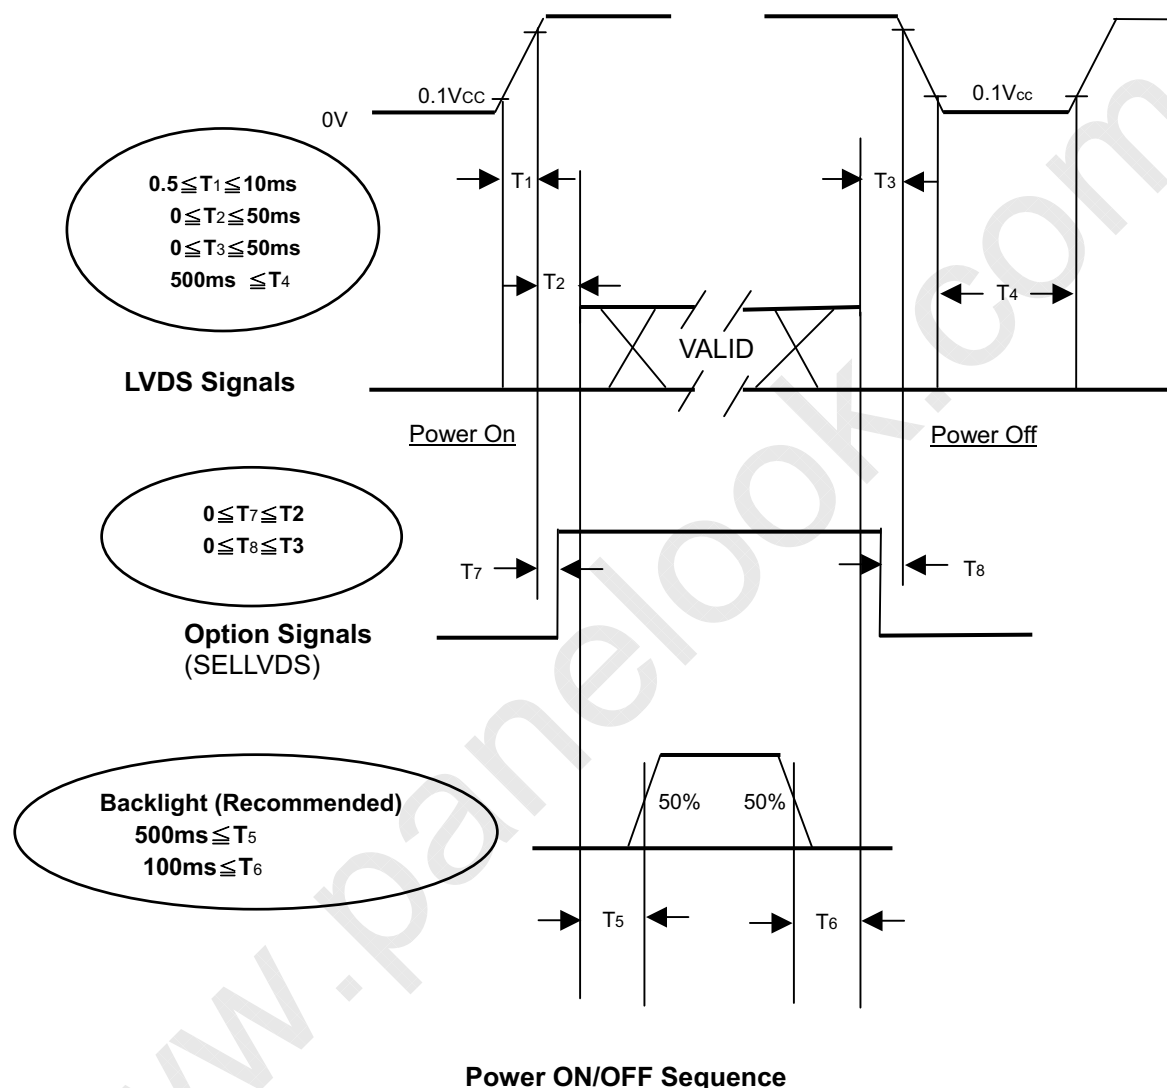 0.1VCC
0.1Vcc
0V
0.5≦T1≦10ms
0≦T2≦50ms
0≦T3≦50ms
500ms ≦T4
T1
T3
T2
T4
VALID
LVDS Signals
Power On
Power Off
0≦T7≦T2
0≦T8≦T3
T7
T8
Option Signals
(SELLVDS)
Backlight (Recommended)
500ms≦T5
100ms≦T6
50%
50%
T5
T6
Power ON/OFF Sequence
www.panelook.com